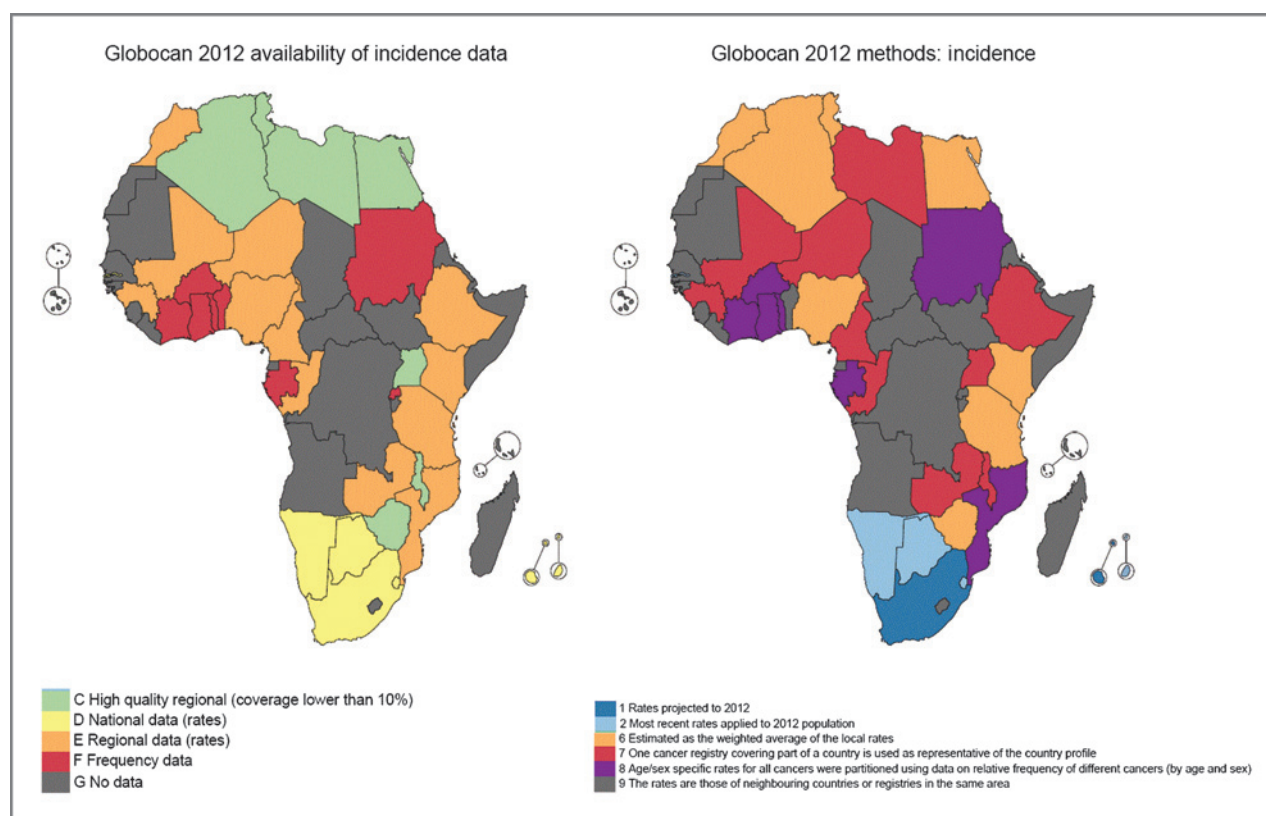 Globocan 2012 availability of incidence data
Globocan 2012 methods: incidence
C High quality regional (coverage lower than 10%)
D National data (rates)
E Regional data (rates)
F Frequency data
G No data
1 Rates projected to 2012
2 Most recent rates applied to 2012 population
6 Estimated as the weighted average of the local rates
7 One cancer registry covering part of a country is used as representative of the country profile
8 Age/sex specific rates for all cancers were partitioned using data on relative frequency of different cancers (by age and sex)
9 The rates are those of neighbouring countries or registries in the same area